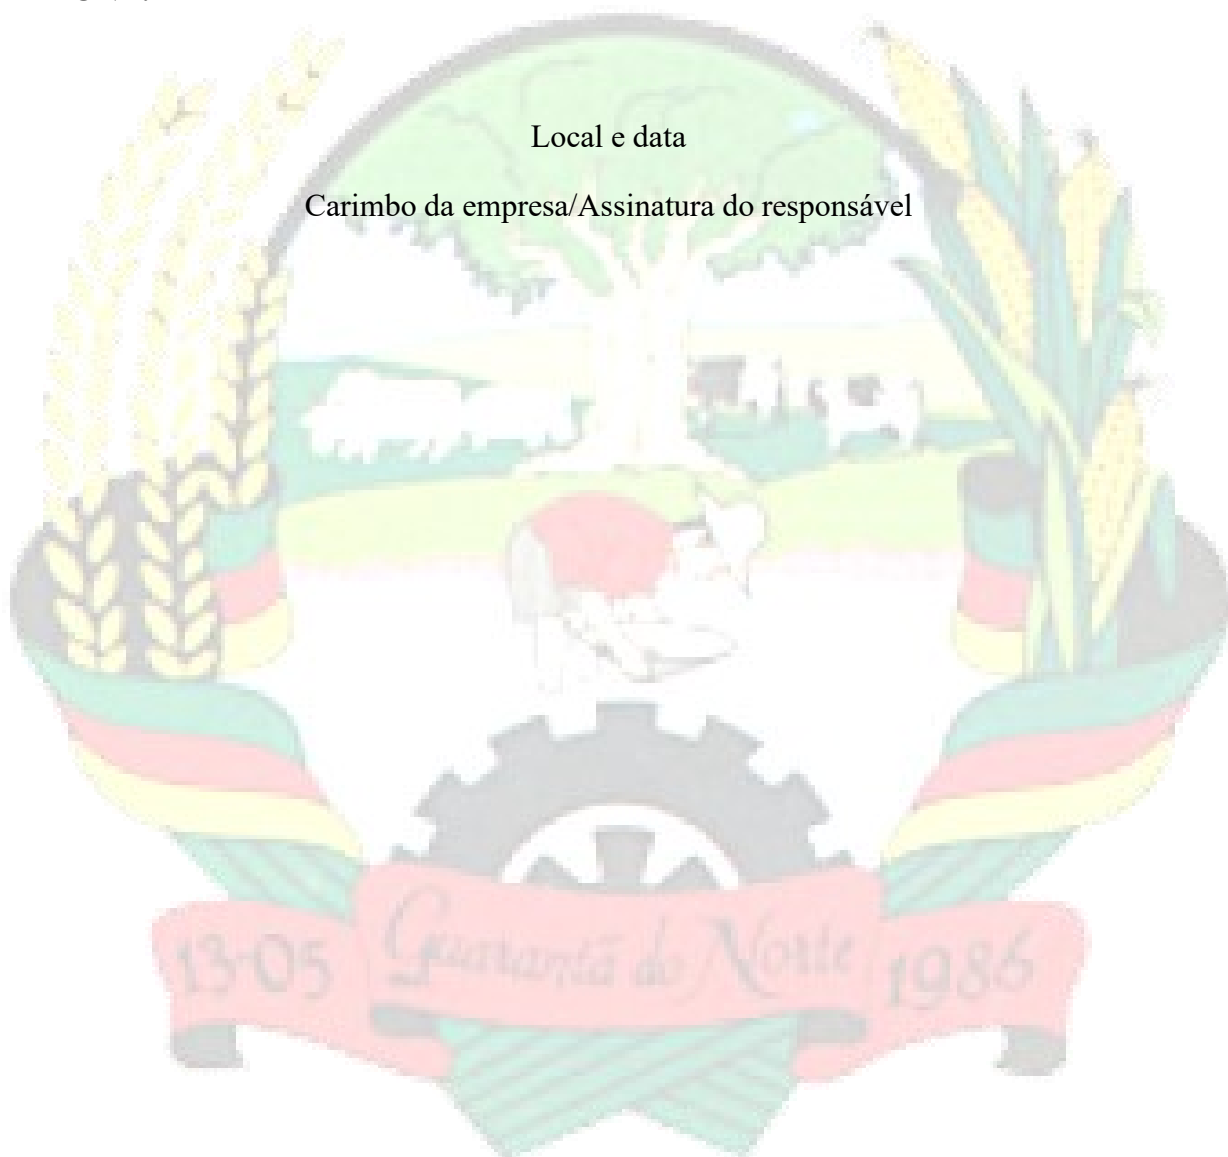 Local e data
Carimbo da empresa/Assinatura do responsável
13-05 Guarantã do Norte 1986